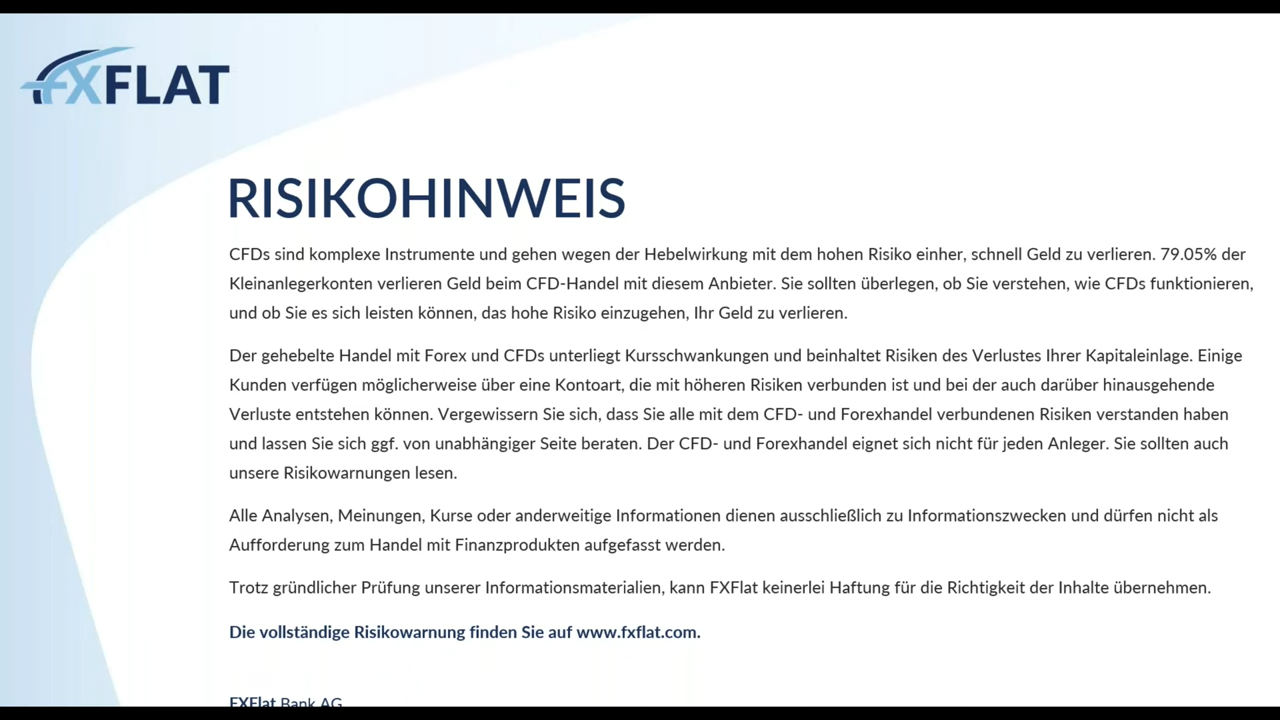 FXFLAT
RISIKOHINWEIS
CFDs sind komplexe Instrumente und gehen wegen der Hebelwirkung mit dem hohen Risiko einher, schnell Geld zu verlieren. 79.05% der
Kleinanlegerkonten verlieren Geld beim CFD-Handel mit diesem Anbieter. Sie sollten überlegen, ob Sie verstehen, wie CFDs funktionieren,
und ob Sie es sich leisten können, das hohe Risiko einzugehen, Ihr Geld zu verlieren.
Der gehebelte Handel mit Forex und CFDs unterliegt Kursschwankungen und beinhaltet Risiken des Verlustes Ihrer Kapitaleinlage. Einige
Kunden verfügen möglicherweise über eine Kontoart, die mit höheren Risiken verbunden ist und bei der auch darüber hinausgehende
Verluste entstehen können. Vergewissern Sie sich, dass Sie alle mit dem CFD- und Forexhandel verbundenen Risiken verstanden haben
und lassen Sie sich ggf. von unabhängiger Seite beraten. Der CFD- und Forexhandel eignet sich nicht für jeden Anleger. Sie sollten auch
unsere Risikowarnungen lesen.
Alle Analysen, Meinungen, Kurse oder anderweitige Informationen dienen ausschließlich zu Informationszwecken und dürfen nicht als
Aufforderung zum Handel mit Finanzprodukten aufgefasst werden.
Trotz gründlicher Prüfung unserer Informationsmaterialien, kann FXFlat keinerlei Haftung für die Richtigkeit der Inhalte übernehmen.
Die vollständige Risikowarnung finden Sie auf www.fxflat.com.
FXFlat Bank AG